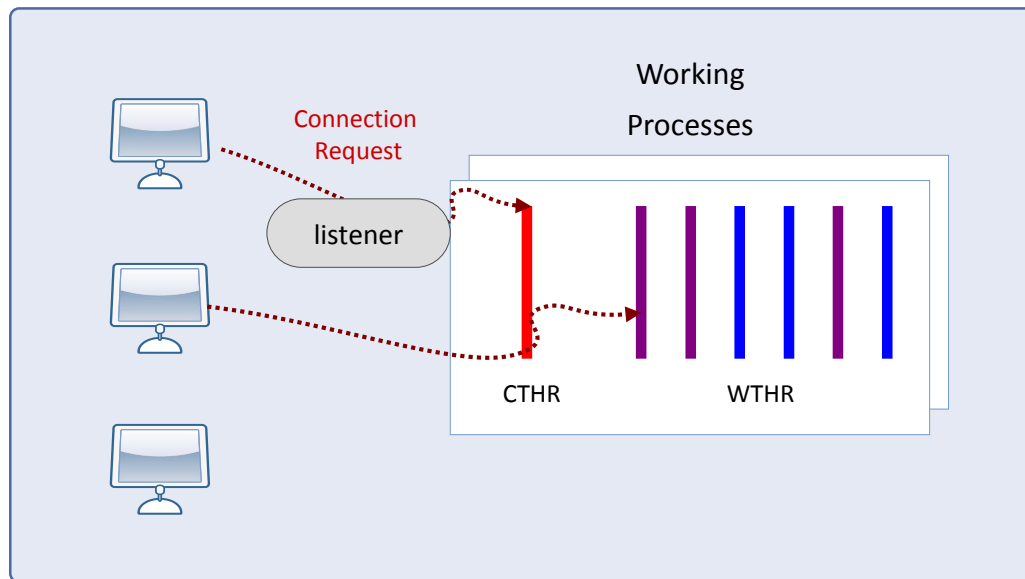 Working
Processes
Connection
Request
listener
CTHR
WTHR